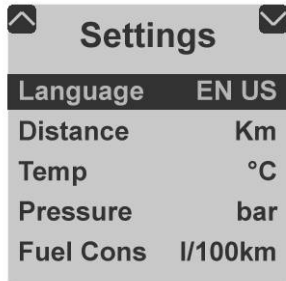 Settings
Language EN US
Distance Km
Temp °C
Pressure bar
Fuel Cons l/100km